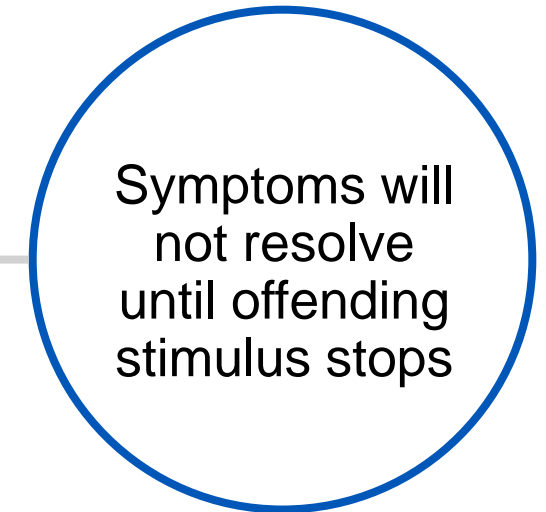 Symptoms will
not resolve
until offending
stimulus stops